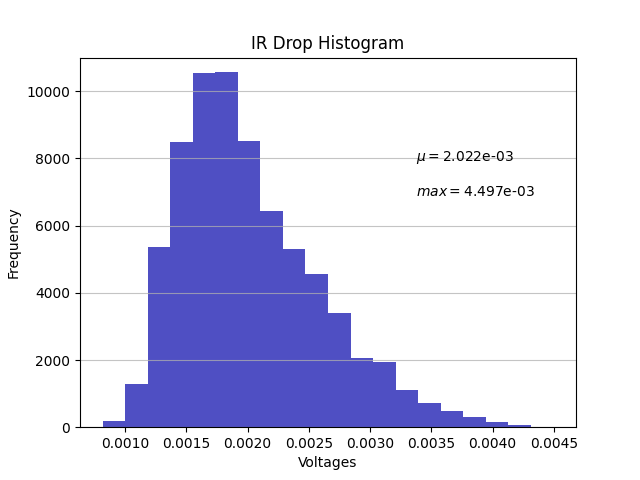 IR Drop Histogram
10000
8000
6000
4000
2000
0
Frequency
μ = 2.022e-03
max = 4.497e-03
0.0010 0.0015 0.0020 0.0025 0.0030 0.0035 0.0040 0.0045
Voltages